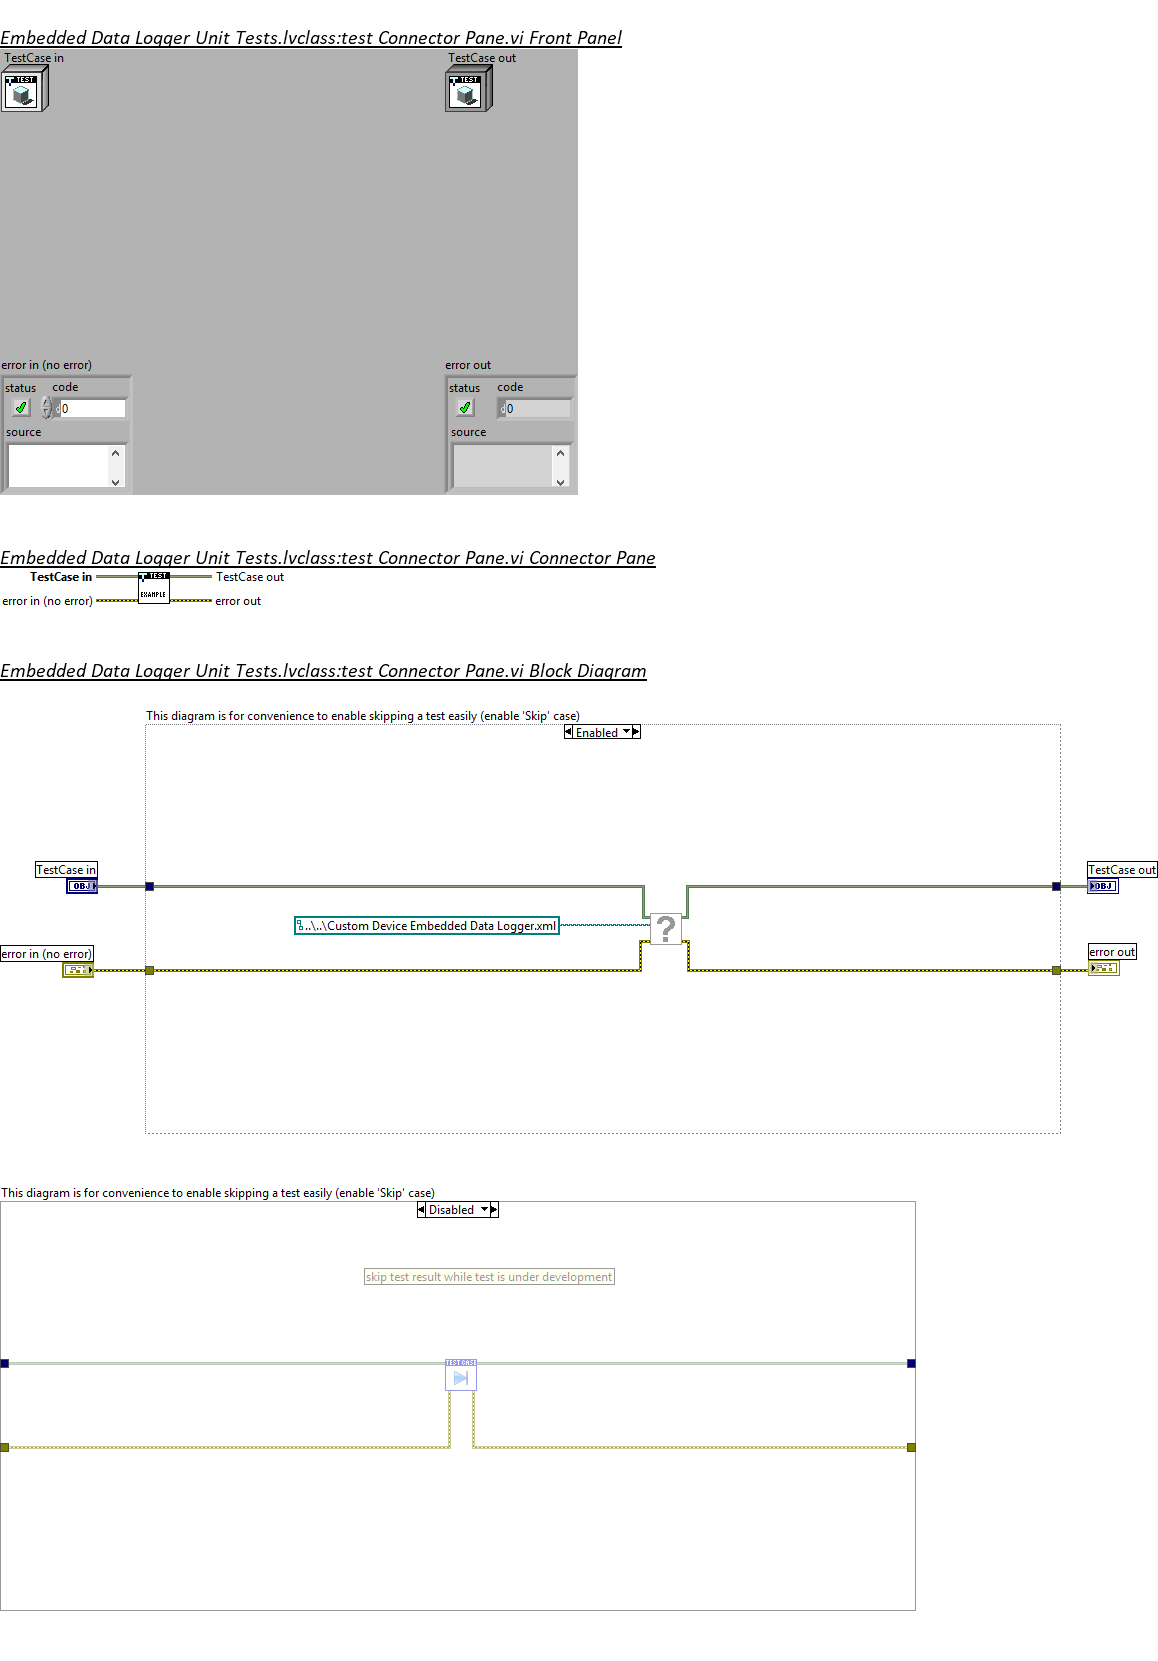 Embedded Data Logger Unit Tests.lvclass:test Connector Pane.vi Front Panel
TestCase in
TestCase out
TEST
TEST
error in (no error)
error out
status code
status code
d 0
d 0
source
source
Embedded Data Logger Unit Tests.lvclass:test Connector Pane.vi Connector Pane
TestCase in TEST TestCase out
error in (no error) EXAMPLE error out
Embedded Data Logger Unit Tests.lvclass:test Connector Pane.vi Block Diagram
This diagram is for convenience to enable skipping a test easily (enable 'Skip' case)
Enabled
TestCase in
TestCase out
OBJ
OBJ
..\..\Custom Device Embedded Data Logger.xml
?
error in (no error)
error out
This diagram is for convenience to enable skipping a test easily (enable 'Skip' case)
Disabled
skip test result while test is under development
TEST CASE